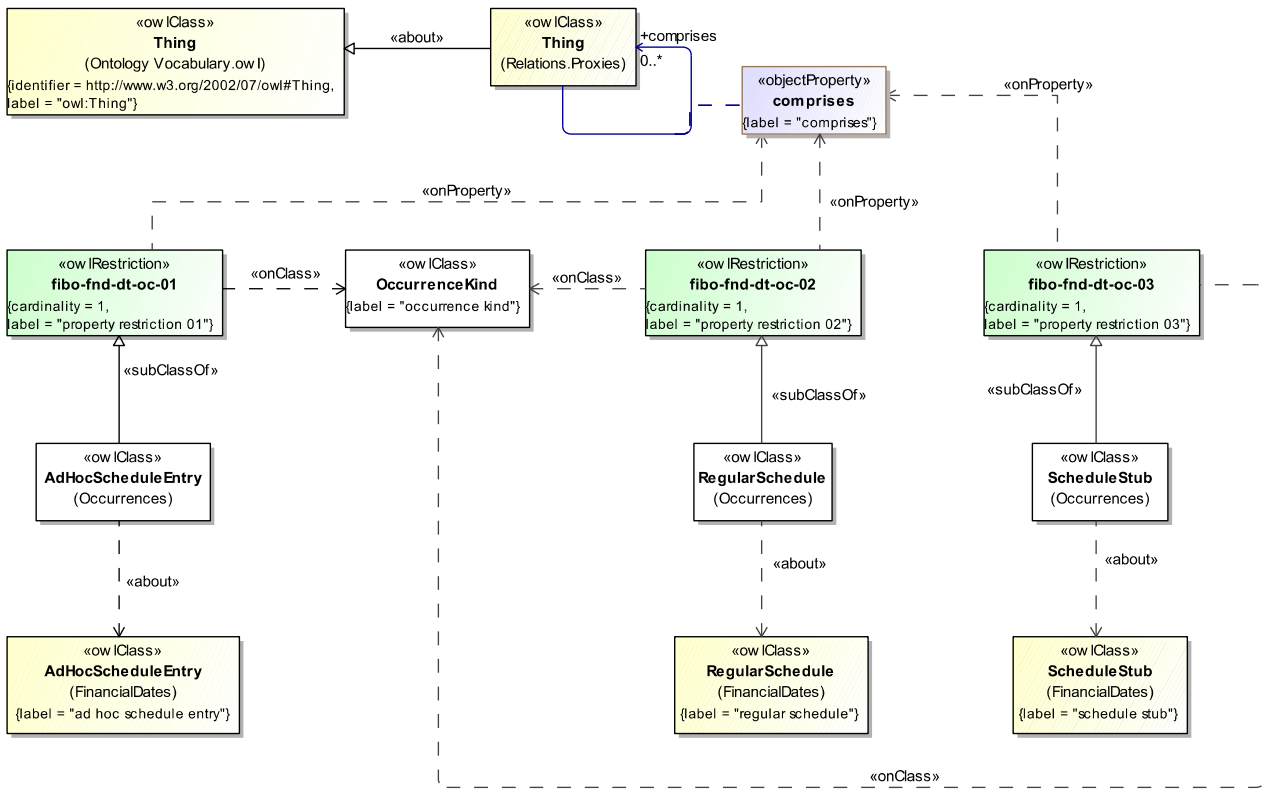 «owlClass»
Thing
(Ontology Vocabulary.owl)
{identifier = http://www.w3.org/2002/07/owl#Thing,
label = "owl:Thing"}
«about»
«owlClass»
Thing
(Relations.Proxies)
+comprises
0..*
«objectProperty»
comprises
{label = "comprises"}
«onProperty»
«onProperty»
«onProperty»
«owlRestriction»
fibo-fnd-dt-oc-01
{cardinality = 1,
label = "property restriction 01"}
«onClass»
«owlClass»
OccurrenceKind
{label = "occurrence kind"}
«onClass»
«owlRestriction»
fibo-fnd-dt-oc-02
{cardinality = 1,
label = "property restriction 02"}
«owlRestriction»
fibo-fnd-dt-oc-03
{cardinality = 1,
label = "property restriction 03"}
«subClassOf»
«subClassOf»
«subClassOf»
«owlClass»
AdHocScheduleEntry
(Occurrences)
«owlClass»
RegularSchedule
(Occurrences)
«owlClass»
ScheduleStub
(Occurrences)
«about»
«about»
«about»
«owlClass»
AdHocScheduleEntry
(FinancialDates)
{label = "ad hoc schedule entry"}
«owlClass»
RegularSchedule
(FinancialDates)
{label = "regular schedule"}
«owlClass»
ScheduleStub
(FinancialDates)
{label = "schedule stub"}
«onClass»